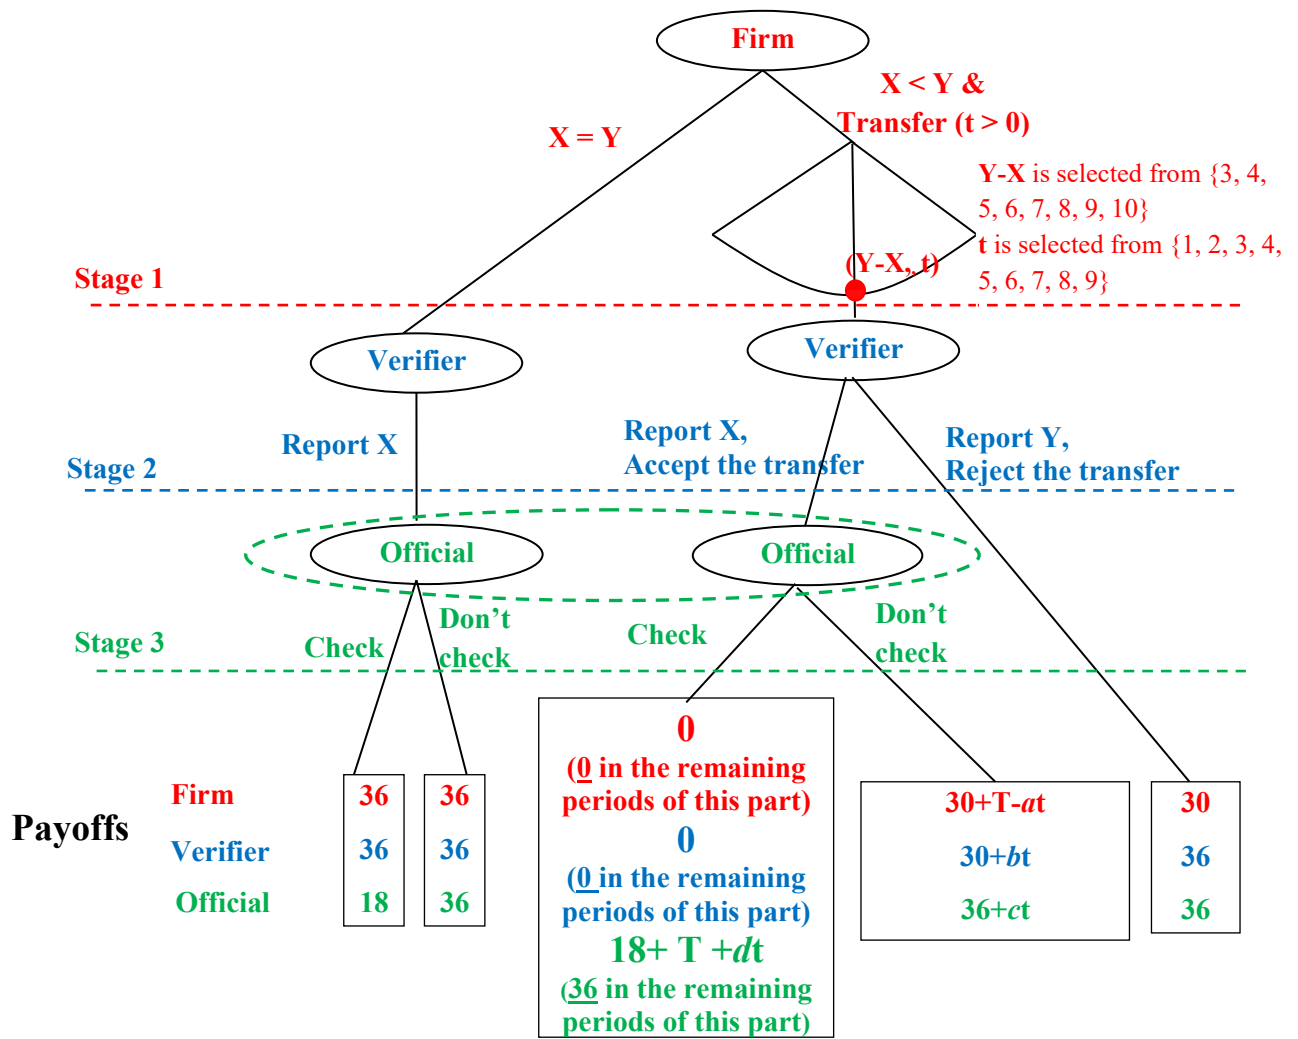 Firm
X < Y &
Transfer (t > 0)
X = Y
Y-X is selected from {3, 4,
5, 6, 7, 8, 9, 10}
t is selected from {1, 2, 3, 4,
5, 6, 7, 8, 9}
(Y-X, t)
Stage 1
Verifier
Verifier
Report X
Report X,
Accept the transfer
Report Y,
Reject the transfer
Stage 2
Official
Official
Check
Don't
check
Check
Don't
check
Stage 3
Payoffs
Firm
Verifier
Official
36
36
18
36
36
36
0
(0 in the remaining
periods of this part)
0
(0 in the remaining
periods of this part)
18+ T +dt
(36 in the remaining
periods of this part)
30+T-at
30+bt
36+ct
30
36
36